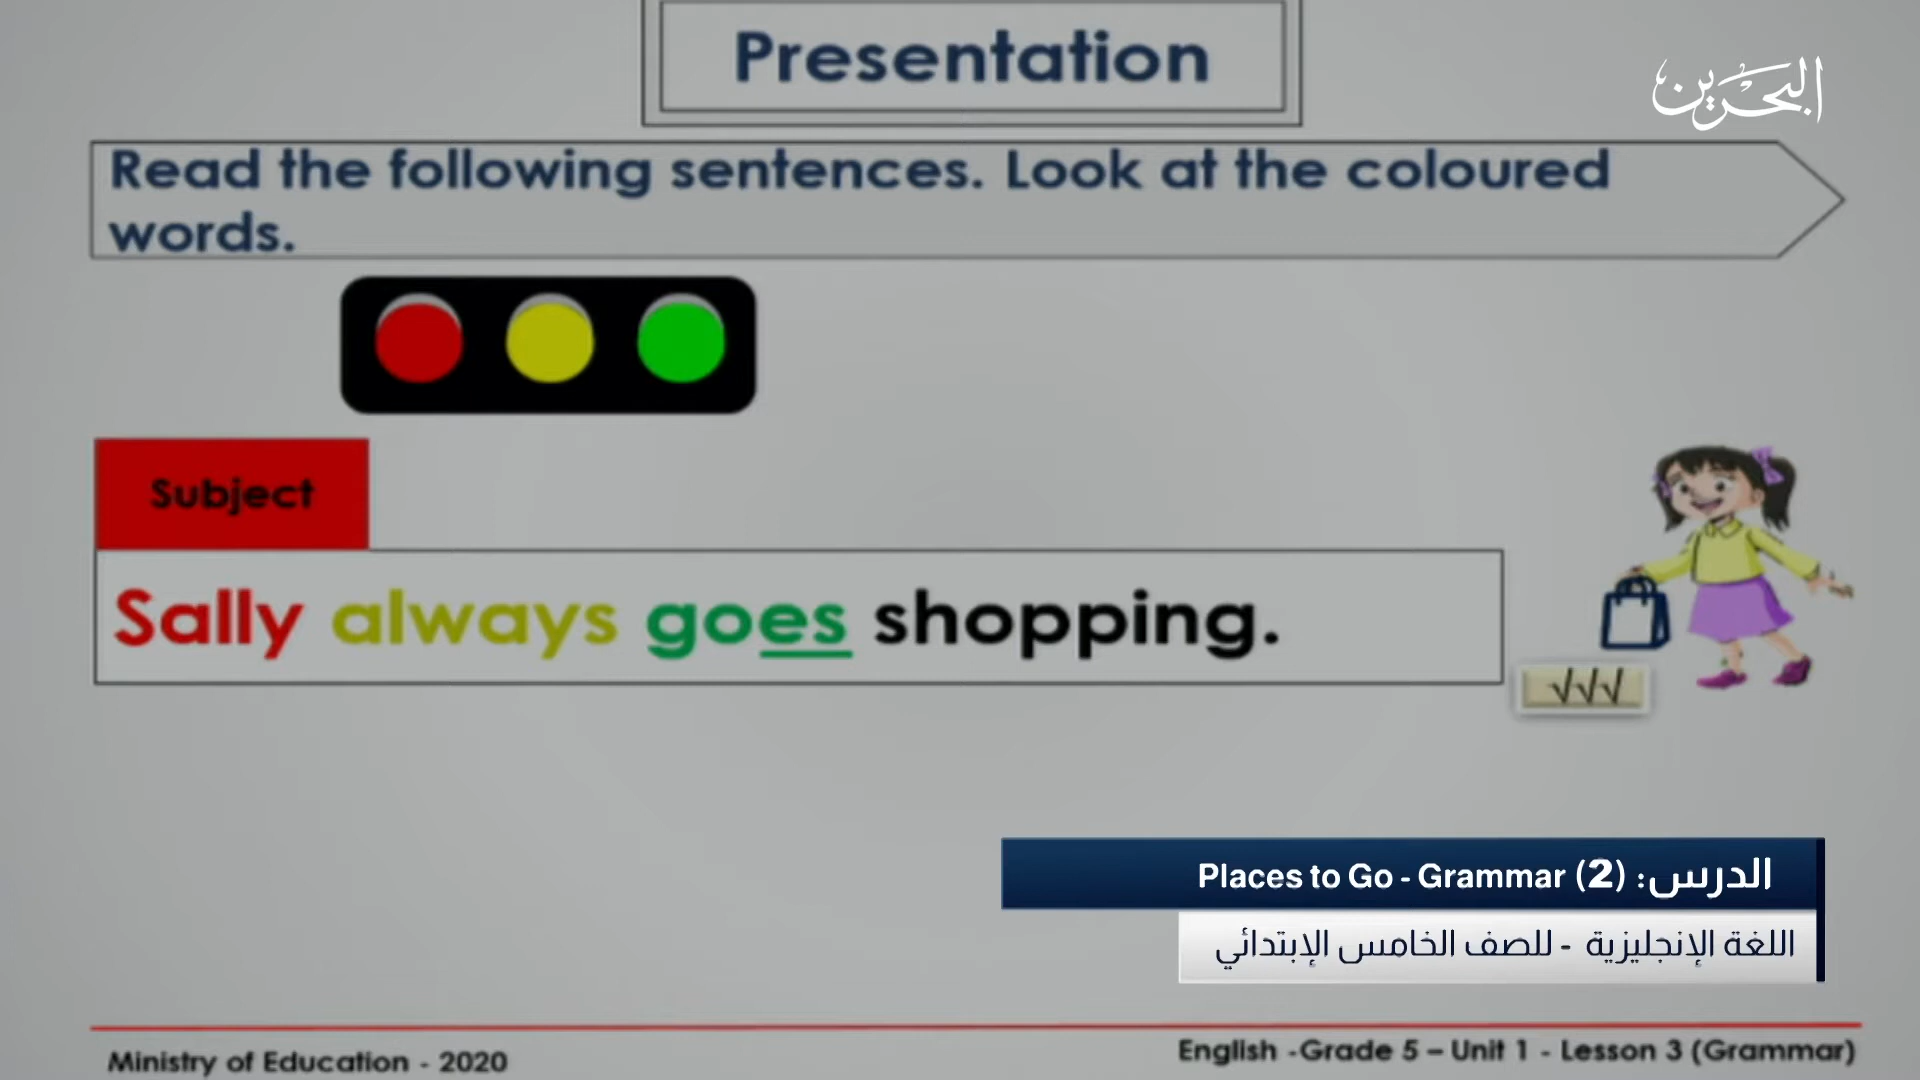 Presentation
البحرين
Read the following sentences. Look at the coloured
words.
Subject
Sally always goes shopping.
√√√
الدرس: Places to Go - Grammar (2)
اللغة الإنجليزية - للصف الخامس الإبتدائي
Ministry of Education - 2020
English -Grade 5 – Unit 1 - Lesson 3 (Grammar)